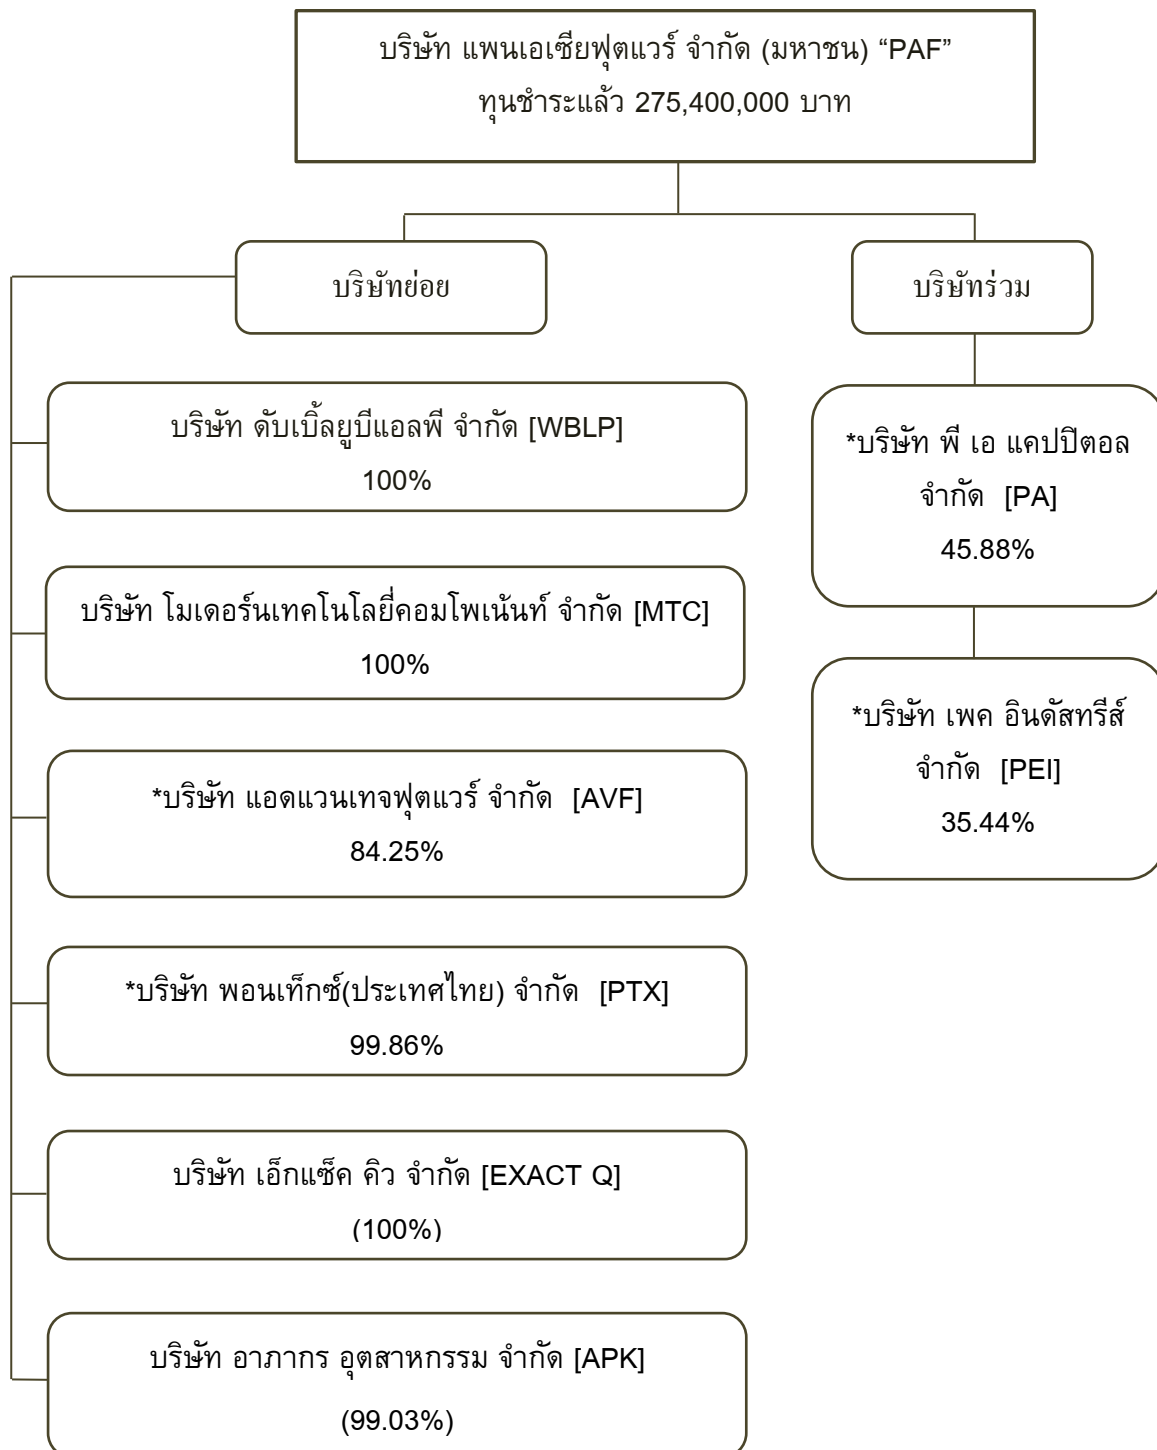 บริษัท แพนเอเซียฟุตแวร์ จำกัด (มหาชน) “PAF”
ทุนชำระแล้ว 275,400,000 บาท
บริษัทย่อย
บริษัทร่วม
บริษัท ดับเบิ้ลยูบีแอลพี จำกัด [WBLP]
100%
บริษัท โมเดอร์นเทคโนโลยี่คอมโพเน้นท์ จำกัด [MTC]
100%
*บริษัท แอดแวนเทจฟุตแวร์ จำกัด [AVF]
84.25%
*บริษัท พอนเท็กซ์(ประเทศไทย) จำกัด [PTX]
99.86%
บริษัท เอ็กแซ็ค คิว จำกัด [EXACT Q]
(100%)
บริษัท อาภากร อุตสาหกรรม จำกัด [APK]
(99.03%)
*บริษัท พี เอ แคปปิตอล
จำกัด [PA]
45.88%
*บริษัท เพค อินดัสทรีส์
จำกัด [PEI]
35.44%